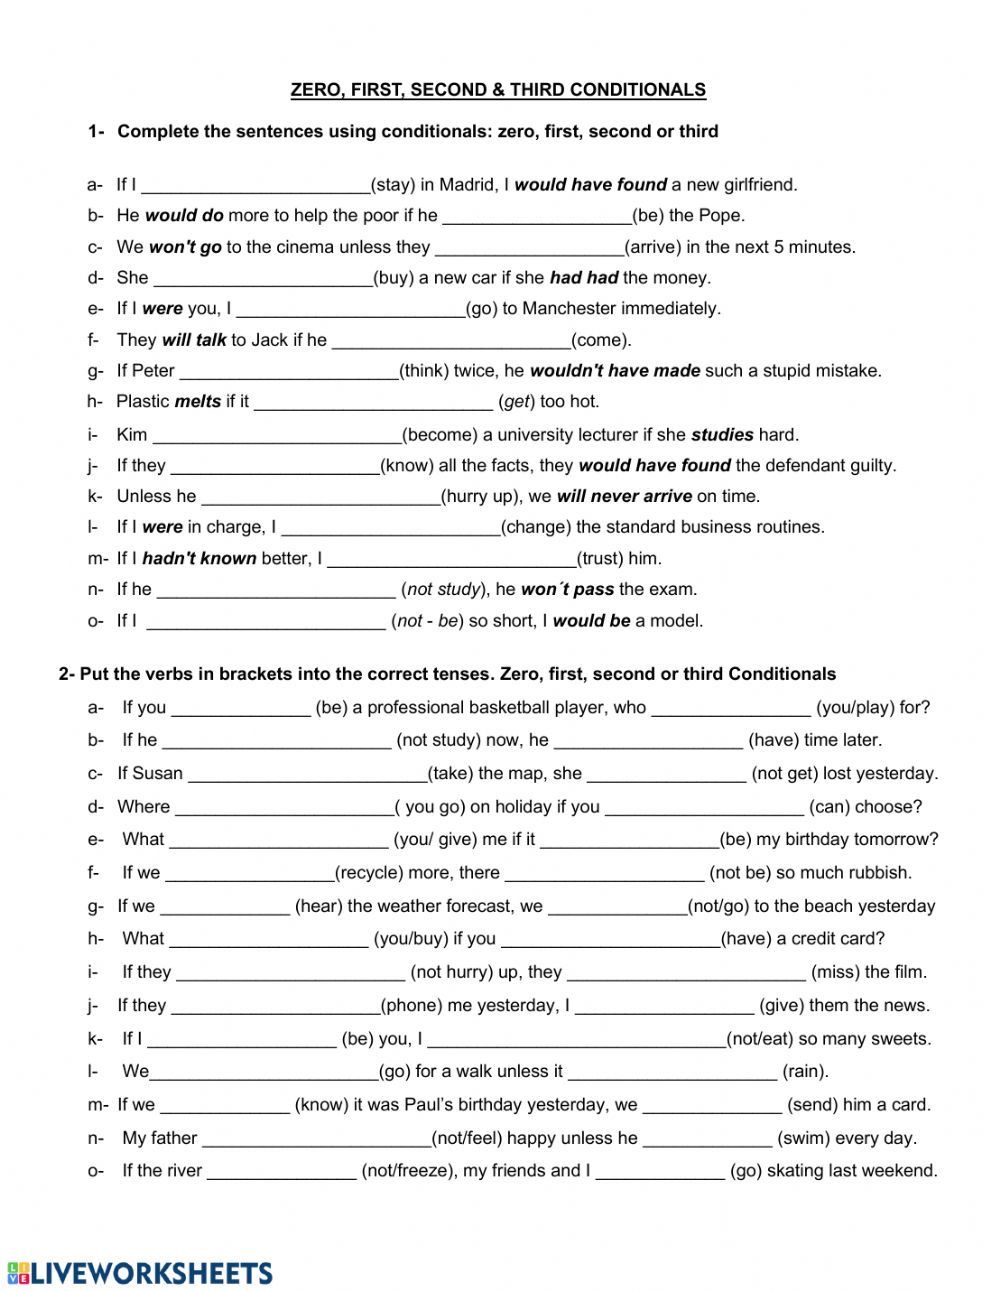 ZERO, FIRST, SECOND & THIRD CONDITIONALS
1- Complete the sentences using conditionals: zero, first, second or third
a- If I _______________________(stay) in Madrid, I would have found a new girlfriend.
b- He would do more to help the poor if he ___________________(be) the Pope.
c- We won't go to the cinema unless they ___________________(arrive) in the next 5 minutes.
d- She ______________________(buy) a new car if she had had the money.
e- If I were you, I _______________________(go) to Manchester immediately.
f- They will talk to Jack if he ________________________(come).
g- If Peter ______________________(think) twice, he wouldn't have made such a stupid mistake.
h- Plastic melts if it ________________________ (get) too hot.
i- Kim _________________________(become) a university lecturer if she studies hard.
j- If they _____________________(know) all the facts, they would have found the defendant guilty.
k- Unless he ________________________(hurry up), we will never arrive on time.
l- If I were in charge, I ______________________(change) the standard business routines.
m- If I hadn't known better, I _________________________(trust) him.
n- If he ________________________ (not study), he won´t pass the exam.
o- If I ________________________ (not - be) so short, I would be a model.
2- Put the verbs in brackets into the correct tenses. Zero, first, second or third Conditionals
a- If you ______________ (be) a professional basketball player, who ________________ (you/play) for?
b- If he _______________________ (not study) now, he ___________________ (have) time later.
c- If Susan ________________________(take) the map, she ________________ (not get) lost yesterday.
d- Where ______________________( you go) on holiday if you ____________________ (can) choose?
e- What ______________________ (you/ give) me if it __________________(be) my birthday tomorrow?
f- If we _________________(recycle) more, there ____________________ (not be) so much rubbish.
g- If we _____________ (hear) the weather forecast, we ______________(not/go) to the beach yesterday
h- What ____________________ (you/buy) if you ______________________(have) a credit card?
i- If they _______________________ (not hurry) up, they ________________________ (miss) the film.
j- If they _____________________(phone) me yesterday, I __________________ (give) them the news.
k- If I ___________________ (be) you, I ______________________________(not/eat) so many sweets.
l- We_______________________(go) for a walk unless it _____________________ (rain).
m- If we _____________ (know) it was Paul’s birthday yesterday, we ______________ (send) him a card.
n- My father _______________________(not/feel) happy unless he _____________ (swim) every day.
o- If the river _______________ (not/freeze), my friends and I _____________ (go) skating last weekend.
LIVE LIVEWORKSHEETS